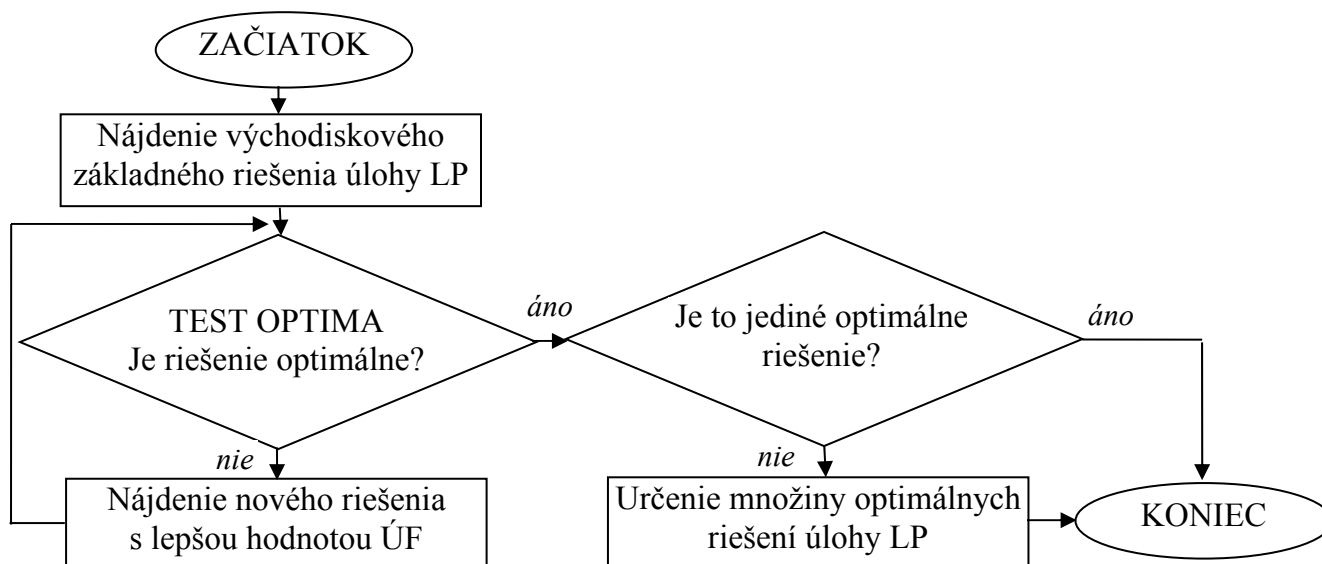 ZAČIATOK
Nájdenie východiskového
základného riešenia úlohy LP
TEST OPTIMA
Je riešenie optimálne?
áno
Je to jediné optimálne
riešenie?
áno
nie
Nájdenie nového riešenia
s lepšou hodnotou ÚF
nie
Určenie množiny optimálnych
riešení úlohy LP
KONIEC